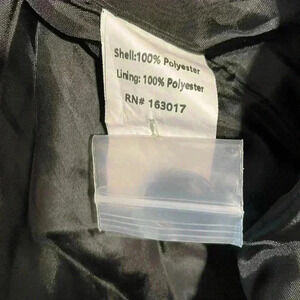 Shell:100% Polyester
Lining: 100% Polyester
RN# 163017